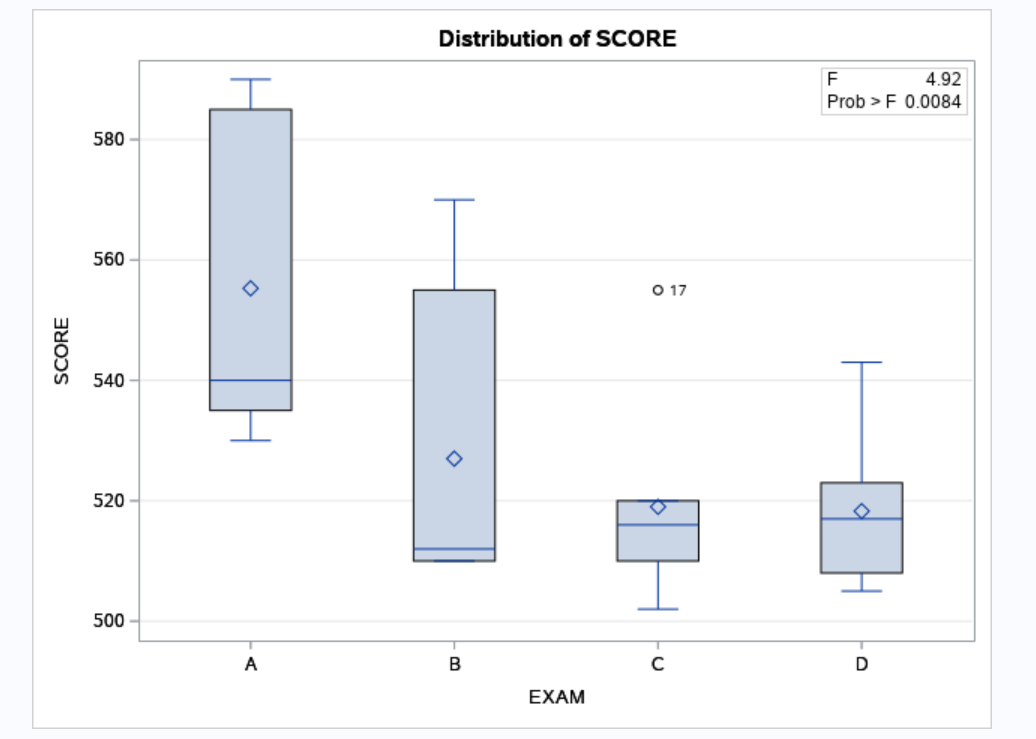 Distribution of SCORE
F 4.92
Prob > F 0.0084
580
560
540
520
500
SCORE
17
A B C D
EXAM